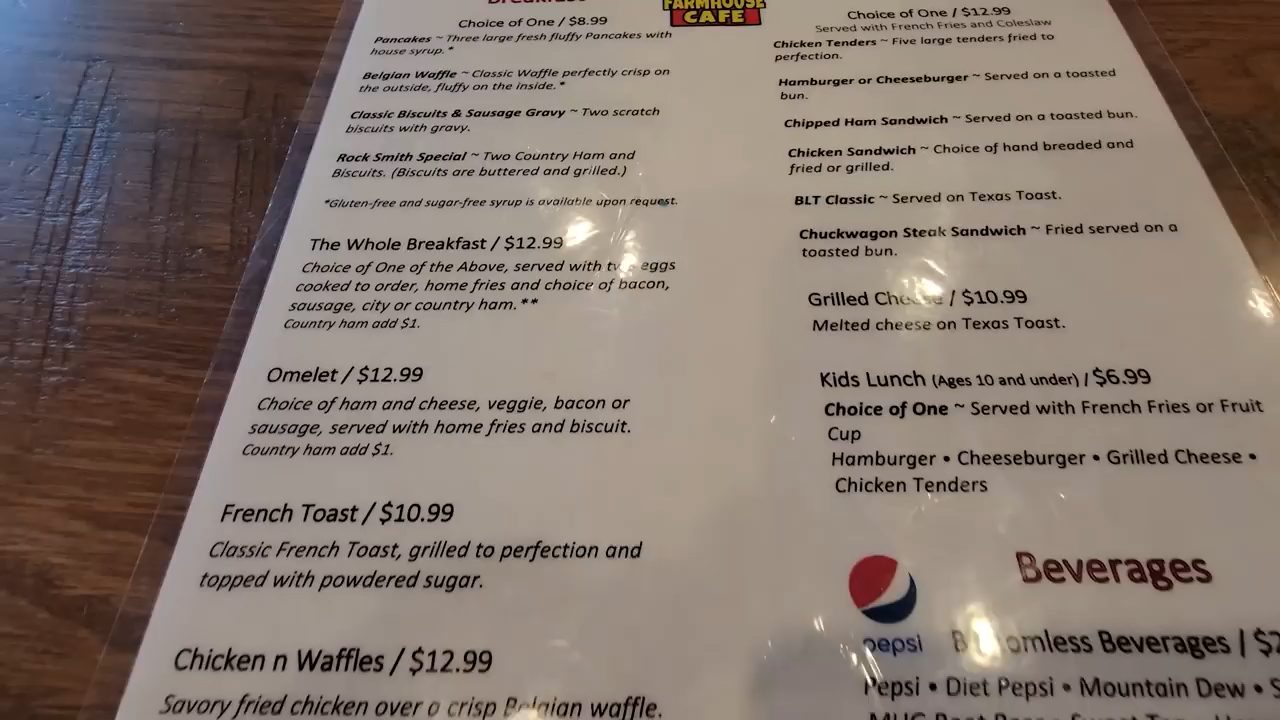 Breakfast
Choice of One / $8.99
Pancakes ~ Three large fresh fluffy Pancakes with
house syrup. *
Belgian Waffle ~ Classic Waffle perfectly crisp on
the outside, fluffy on the inside. *
Classic Biscuits & Sausage Gravy ~ Two scratch
biscuits with gravy.
Rock Smith Special ~ Two Country Ham and
Biscuits. (Biscuits are buttered and grilled.)
*Gluten-free and sugar-free syrup is available upon request.
The Whole Breakfast / $12.99
Choice of One of the Above, served with two eggs
cooked to order, home fries and choice of bacon,
sausage, city or country ham. **
Country ham add $1.
Omelet / $12.99
Choice of ham and cheese, veggie, bacon or
sausage, served with home fries and biscuit.
Country ham add $1.
French Toast / $10.99
Classic French Toast, grilled to perfection and
topped with powdered sugar.
Chicken n Waffles / $12.99
Savory fried chicken over a crisp Belgian waffle.
FARMHOUSE
CAFE
Choice of One / $12.99
Served with French Fries and Coleslaw
Chicken Tenders ~ Five large tenders fried to
perfection.
Hamburger or Cheeseburger ~ Served on a toasted
bun.
Chipped Ham Sandwich ~ Served on a toasted bun.
Chicken Sandwich ~ Choice of hand breaded and
fried or grilled.
BLT Classic ~ Served on Texas Toast.
Chuckwagon Steak Sandwich ~ Fried served on a
toasted bun.
Grilled Cheese / $10.99
Melted cheese on Texas Toast.
Kids Lunch (Ages 10 and under) / $6.99
Choice of One ~ Served with French Fries or Fruit
Cup
Hamburger • Cheeseburger • Grilled Cheese •
Chicken Tenders
Beverages
pepsi
Bottomless Beverages / $2
Pepsi • Diet Pepsi • Mountain Dew •